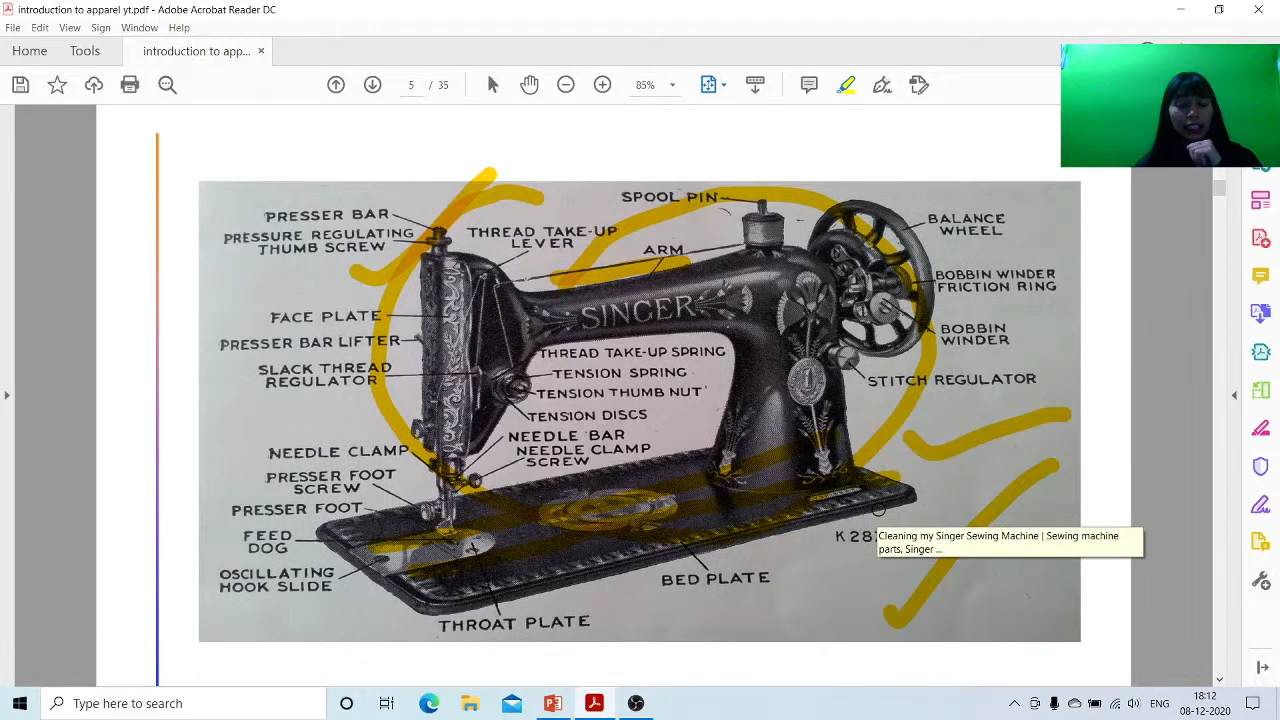 introduction to apparel yt.pdf - Adobe Acrobat Reader DC
File Edit View Sign Window Help
Home Tools introduction to app... ×
5 / 35 85%
SPOOL PIN
PRESSER BAR
PRESSURE REGULATING
THUMB SCREW
THREAD TAKE-UP
LEVER
ARM
BALANCE
WHEEL
BOBBIN WINDER
FRICTION RING
SINGER
FACE PLATE
PRESSER BAR LIFTER
BOBBIN
WINDER
THREAD TAKE-UP SPRING
SLACK THREAD
REGULATOR
TENSION SPRING
STITCH REGULATOR
TENSION THUMB NUT
TENSION DISCS
NEEDLE BAR
NEEDLE CLAMP
NEEDLE CLAMP
SCREW
PRESSER FOOT
SCREW
PRESSER FOOT
FEED
DOG
K 28
Cleaning my Singer Sewing Machine | Sewing machine
parts, Singer ...
OSCILLATING
HOOK SLIDE
BED PLATE
THROAT PLATE
Type here to search
ENG
18:12
08-12-2020